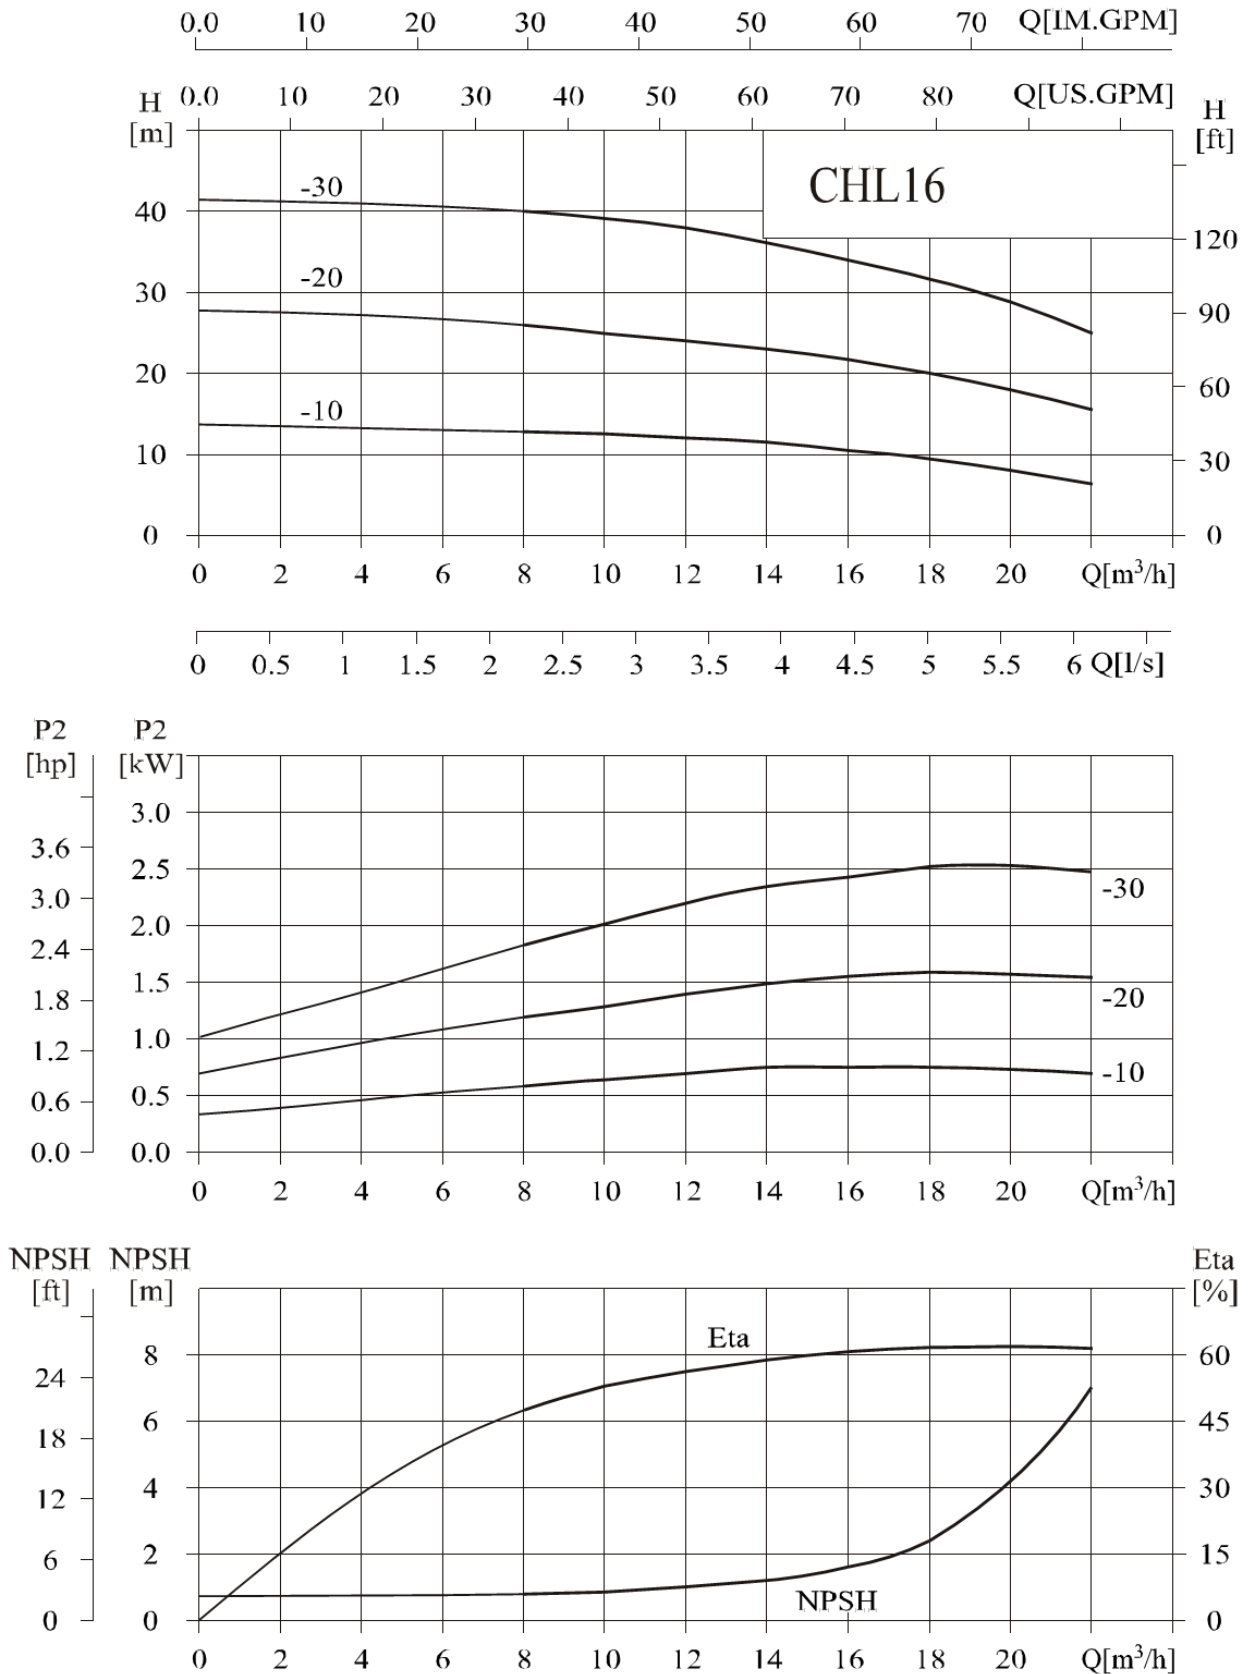 0.0 10 20 30 40 50 60 70 Q[IM.GPM]
H 0.0 10 20 30 40 50 60 70 80 Q[US.GPM] H
[m] [ft]
CHL16
-30
40
120
-20
30
90
20
60
-10
10
30
0 0
0 2 4 6 8 10 12 14 16 18 20 Q[m³/h]
0 0.5 1 1.5 2 2.5 3 3.5 4 4.5 5 5.5 6 Q[l/s]
P2 P2
[hp] [kW]
3.0
3.6
2.5
-30
3.0
2.0
2.4
1.5
-20
1.8
1.0
1.2
-10
0.5
0.6
0.0 0.0
0 2 4 6 8 10 12 14 16 18 20 Q[m³/h]
NPSH NPSH Eta
[ft] [m] [%]
Eta
8 60
24
6 45
18
4 30
12
2 15
6
NPSH
0 0 0
0 2 4 6 8 10 12 14 16 18 20 Q[m³/h]